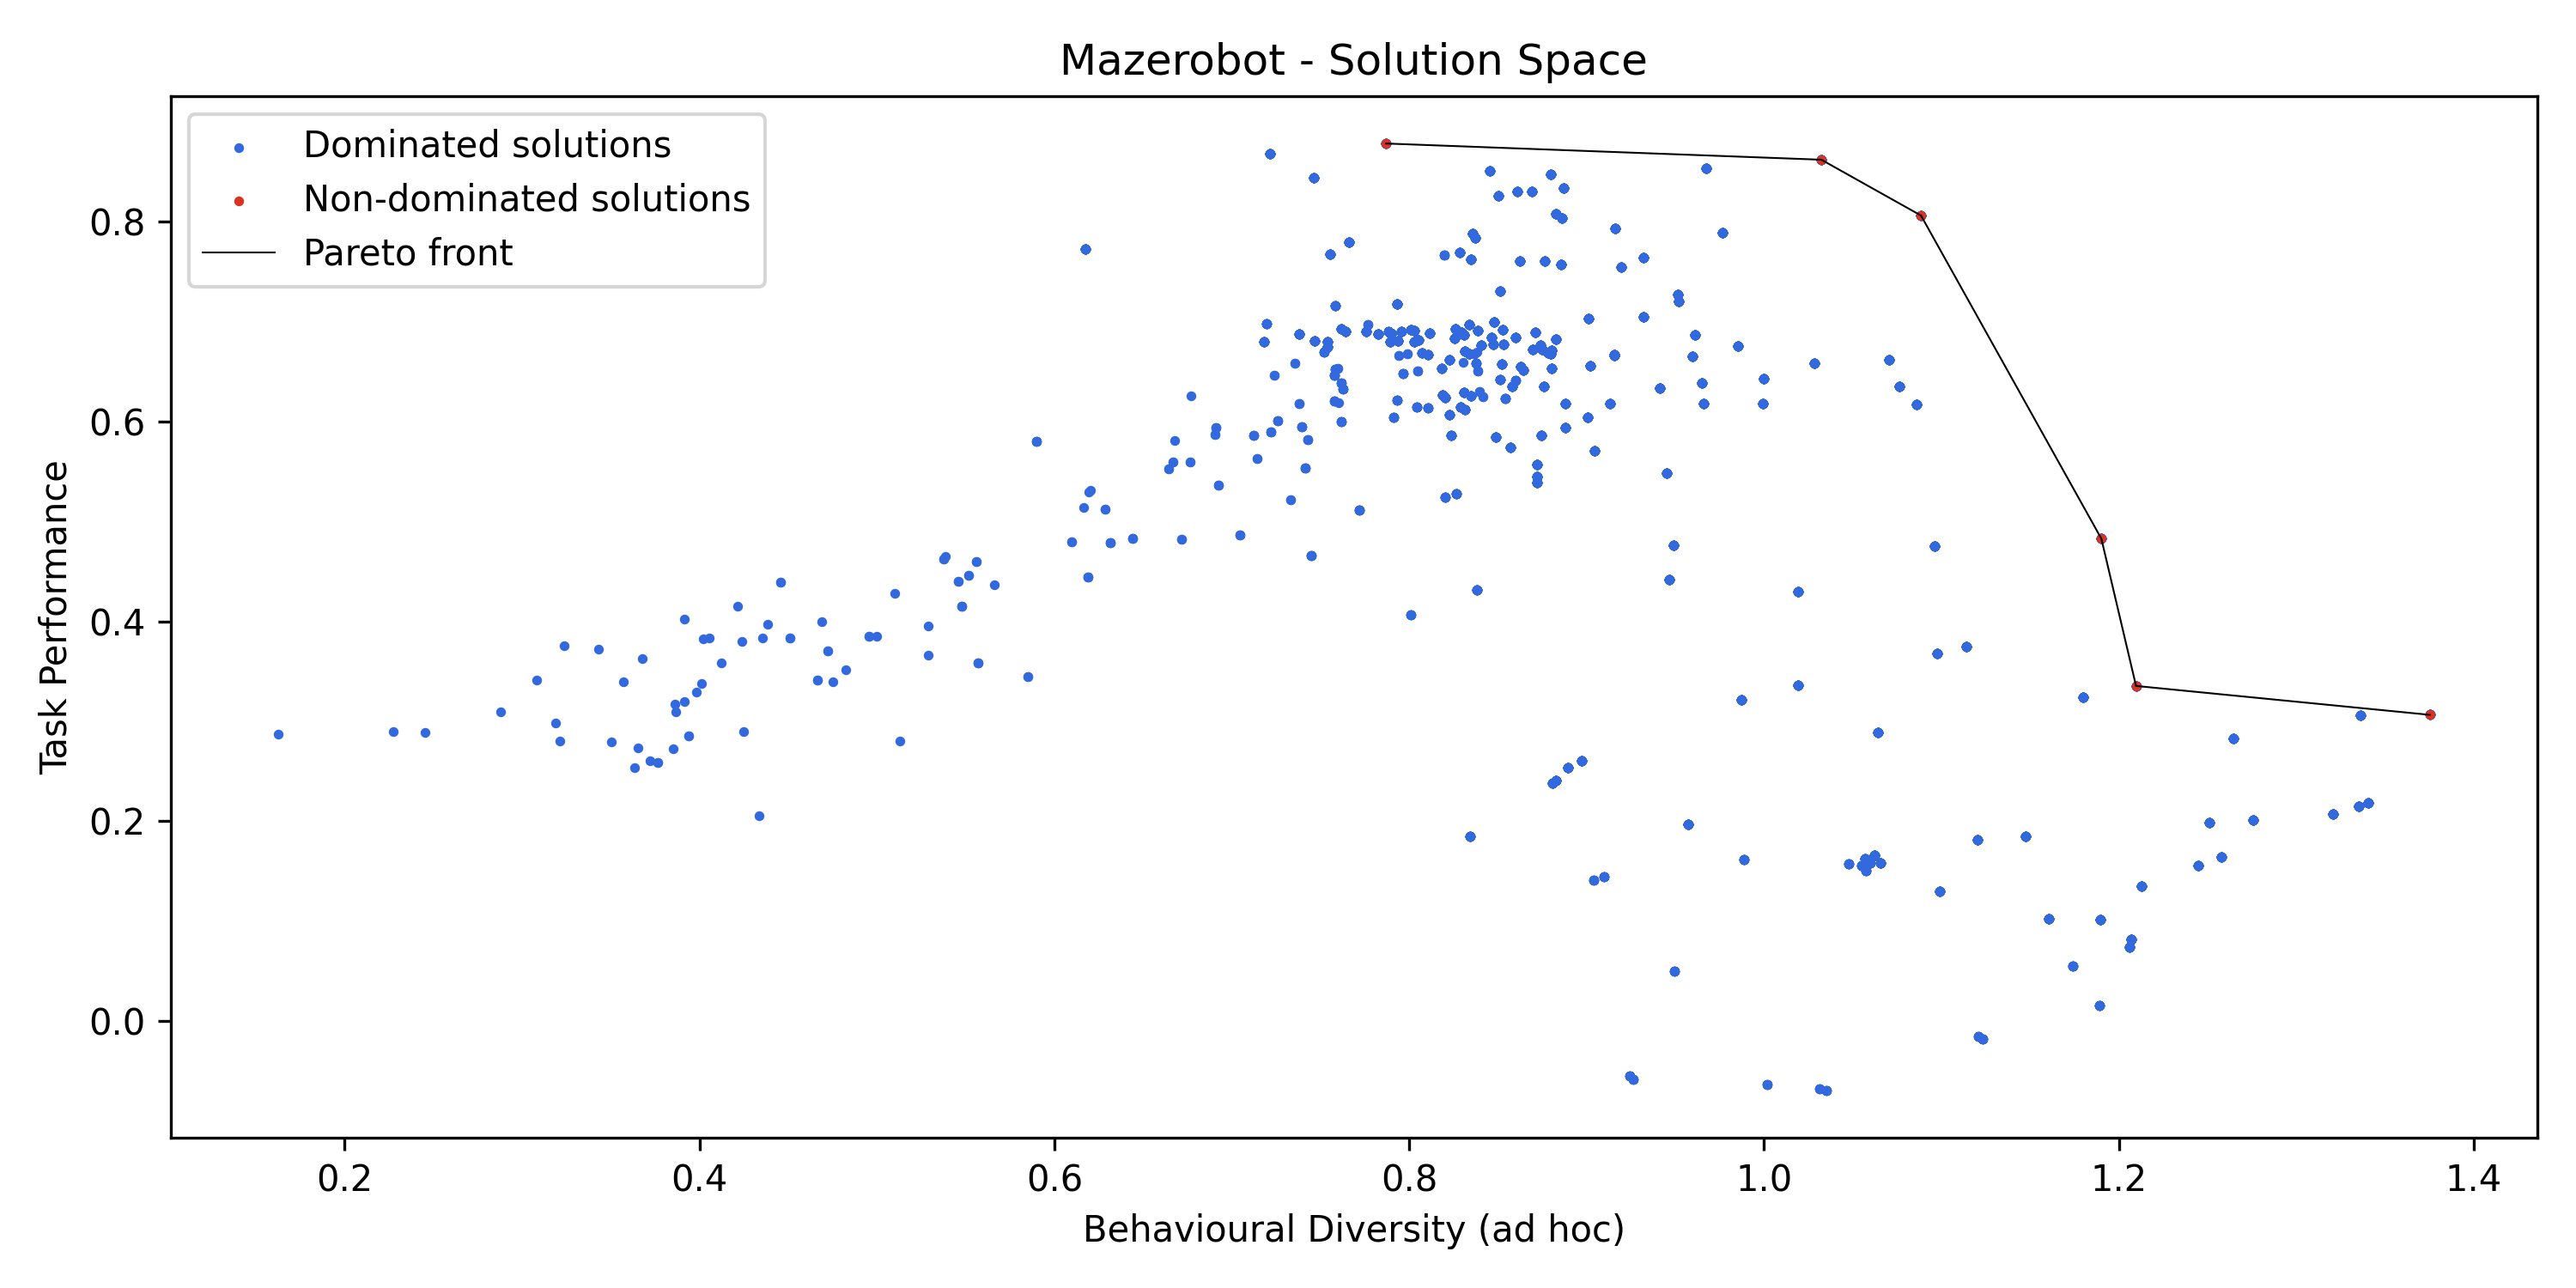 Mazerobot - Solution Space
Dominated solutions
Non-dominated solutions
Pareto front
0.8
0.6
0.4
0.2
0.0
Task Performance
0.2 0.4 0.6 0.8 1.0 1.2 1.4
Behavioural Diversity (ad hoc)